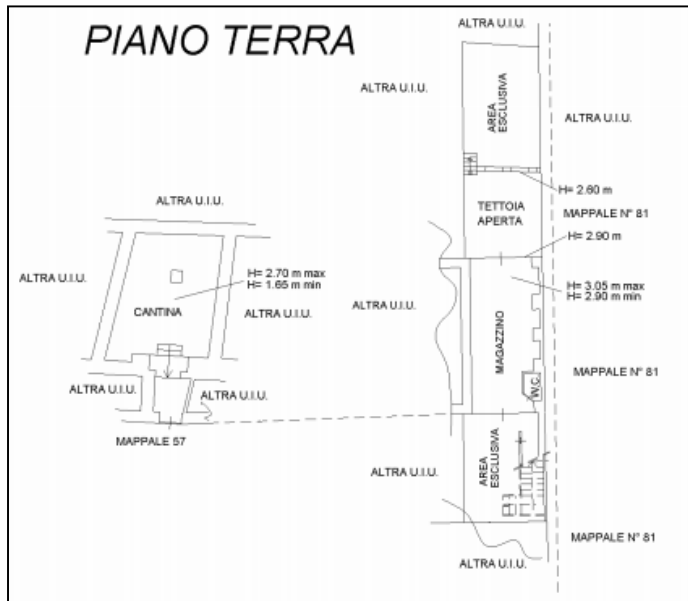 PIANO TERRA
ALTRA U.I.U.
ALTRA U.I.U.
AREA
ESCLUSIVA
ALTRA U.I.U.
H= 2.60 m
ALTRA U.I.U.
TETTOIA
APERTA
MAPPALE N° 81
H= 2.90 m
ALTRA U.I.U.
H= 2.70 m max
H= 1.65 m min
ALTRA U.I.U.
H= 3.05 m max
H= 2.90 m min
CANTINA
ALTRA U.I.U.
MAGAZZINO
MAPPALE N° 81
W.C.
ALTRA U.I.U.
ALTRA U.I.U.
MAPPALE 57
ALTRA U.I.U.
AREA
ESCLUSIVA
MAPPALE N° 81
ALTRA U.I.U.